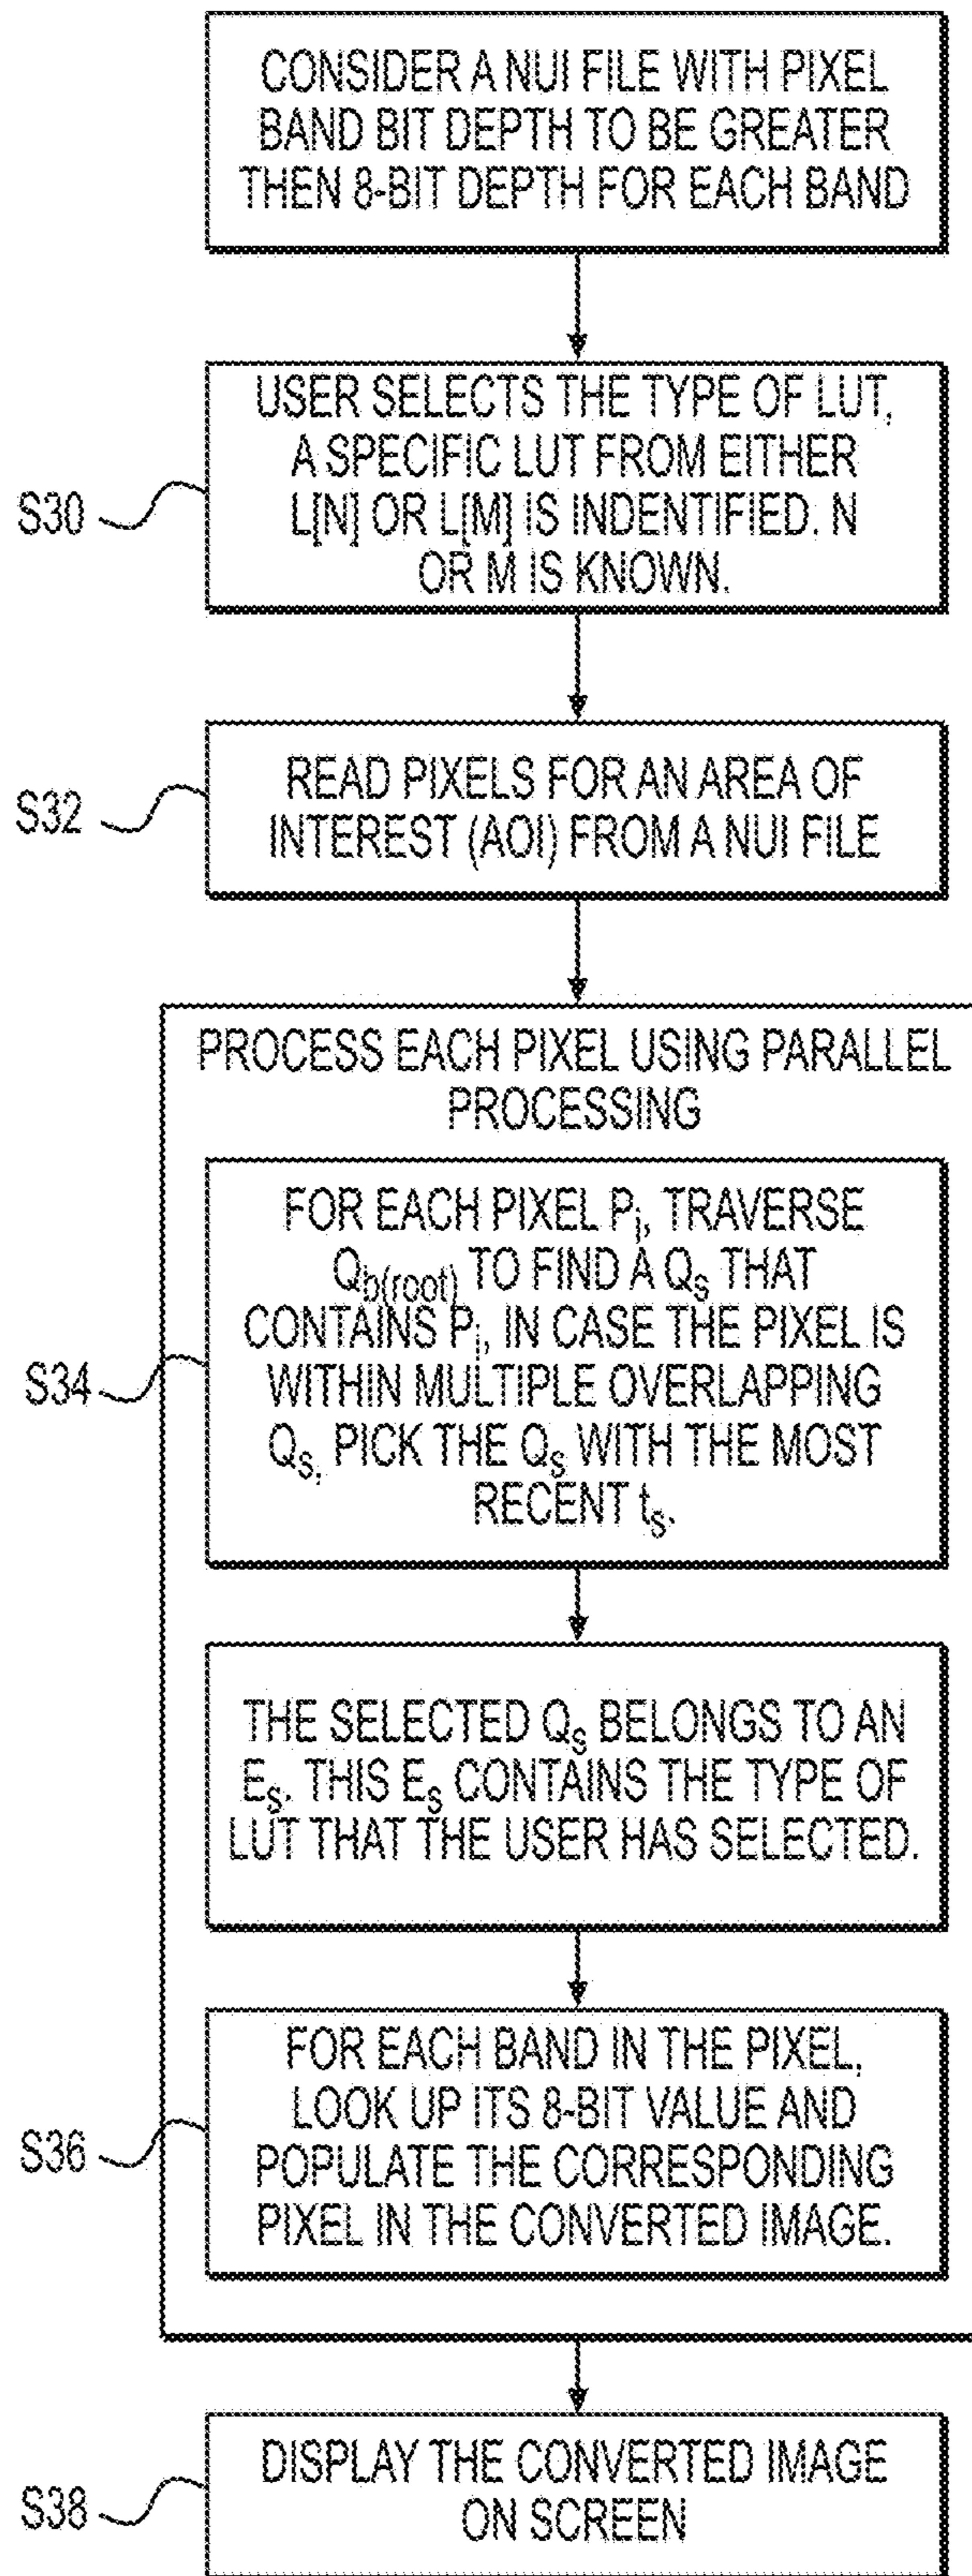 CONSIDER A NUI FILE WITH PIXEL
BAND BIT DEPTH TO BE GREATER
THEN 8-BIT DEPTH FOR EACH BAND
S30
USER SELECTS THE TYPE OF LUT,
A SPECIFIC LUT FROM EITHER
L[N] OR L[M] IS INDENTIFIED. N
OR M IS KNOWN.
S32
READ PIXELS FOR AN AREA OF
INTEREST (AOI) FROM A NUI FILE
PROCESS EACH PIXEL USING PARALLEL
PROCESSING
S34
FOR EACH PIXEL Pi, TRAVERSE
Qb(root) TO FIND A Qs THAT
CONTAINS Pi, IN CASE THE PIXEL IS
WITHIN MULTIPLE OVERLAPPING
Qs, PICK THE Qs WITH THE MOST
RECENT ts.
THE SELECTED Qs BELONGS TO AN
Es. THIS Es CONTAINS THE TYPE OF
LUT THAT THE USER HAS SELECTED.
S36
FOR EACH BAND IN THE PIXEL,
LOOK UP ITS 8-BIT VALUE AND
POPULATE THE CORRESPONDING
PIXEL IN THE CONVERTED IMAGE.
S38
DISPLAY THE CONVERTED IMAGE
ON SCREEN